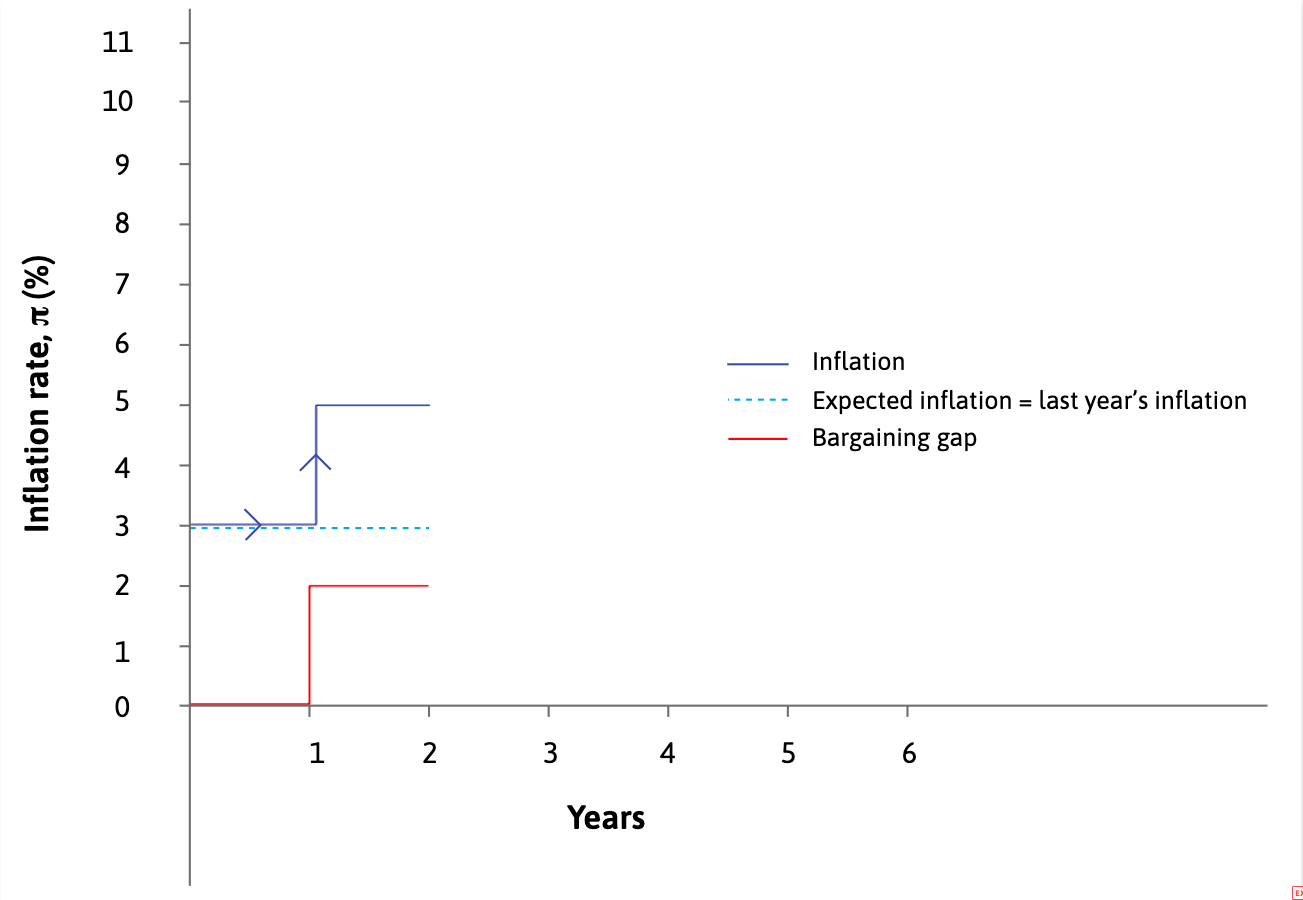 11
10
9
8
7
6
5
4
3
2
1
0
Inflation rate, π (%)
Inflation
Expected inflation = last year’s inflation
Bargaining gap
1 2 3 4 5 6
Years